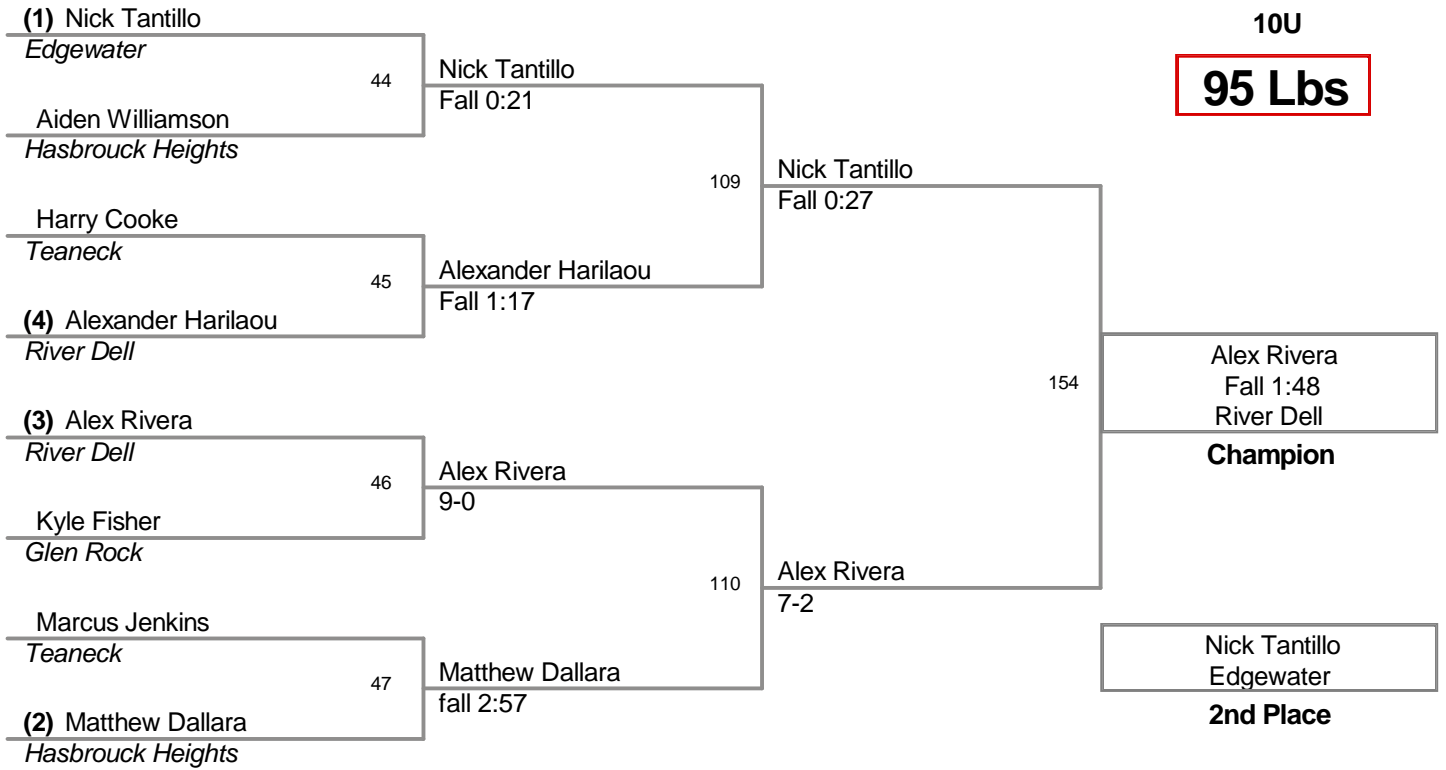 (1) Nick Tantillo
Edgewater
44
Aiden Williamson
Hasbrouck Heights
Nick Tantillo
Fall 0:21
Harry Cooke
Teaneck
45
(4) Alexander Harilaou
River Dell
Alexander Harilaou
Fall 1:17
109
Nick Tantillo
Fall 0:27
(3) Alex Rivera
River Dell
46
Kyle Fisher
Glen Rock
Alex Rivera
9-0
Marcus Jenkins
Teaneck
47
(2) Matthew Dallara
Hasbrouck Heights
Matthew Dallara
fall 2:57
110
Alex Rivera
7-2
154
10U
95 Lbs
Alex Rivera
Fall 1:48
River Dell
Champion
Nick Tantillo
Edgewater
2nd Place